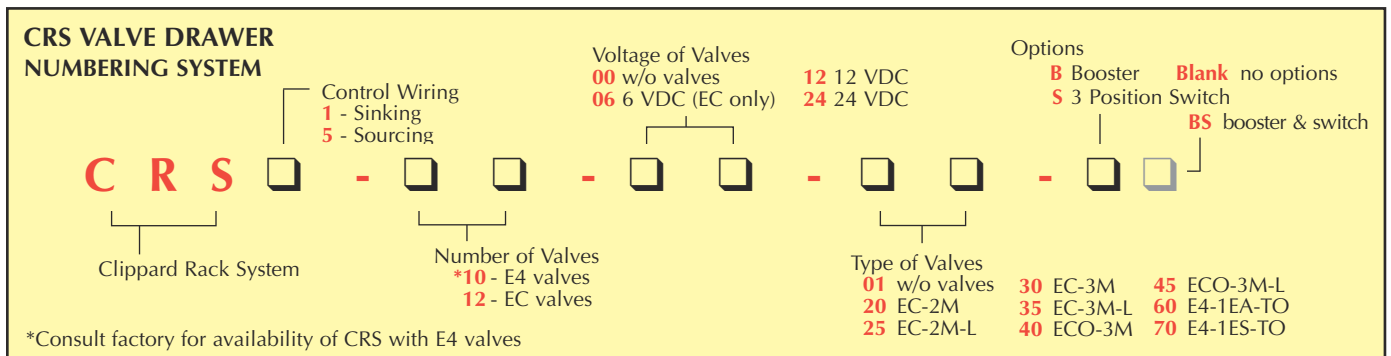 CRS VALVE DRAWER
NUMBERING SYSTEM
Control Wiring
1 - Sinking
5 - Sourcing
Voltage of Valves
00 w/o valves
06 6 VDC (EC only)
12 12 VDC
24 24 VDC
Options
B Booster Blank no options
S 3 Position Switch
BS booster & switch
C R S - - - -
Clippard Rack System
Number of Valves
*10 - E4 valves
12 - EC valves
Type of Valves
01 w/o valves
20 EC-2M
25 EC-2M-L
30 EC-3M
35 EC-3M-L
40 ECO-3M
45 ECO-3M-L
60 E4-1EA-TO
70 E4-1ES-TO
*Consult factory for availability of CRS with E4 valves